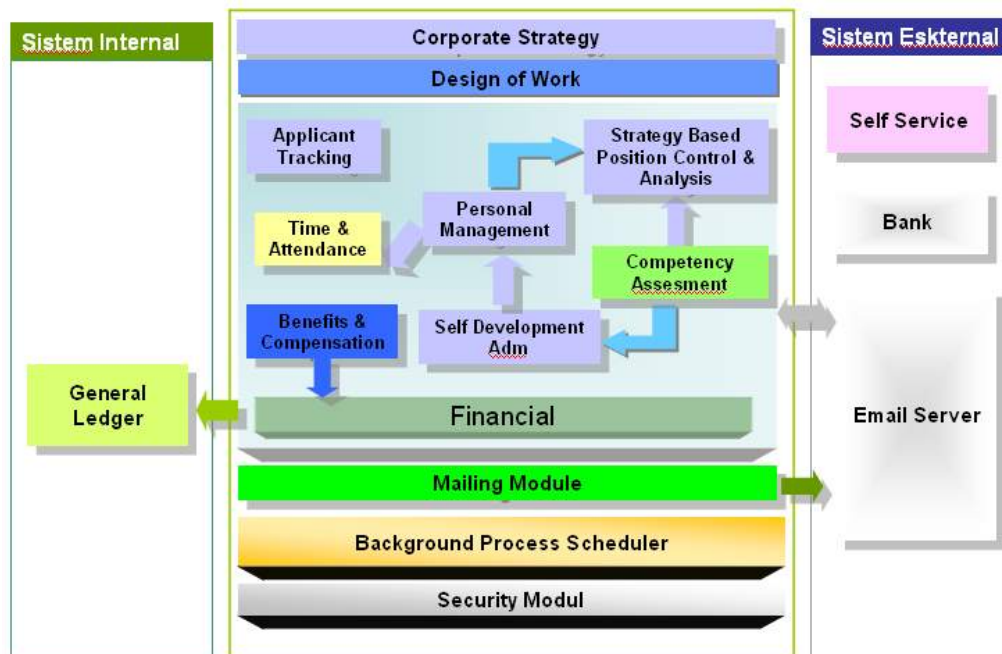 Sistem Internal
General
Ledger
Corporate Strategy
Design of Work
Applicant
Tracking
Strategy Based
Position Control &
Analysis
Personal
Management
Time &
Attendance
Competency
Assesment
Benefits &
Compensation
Self Development
Adm
Financial
Mailing Module
Background Process Scheduler
Security Modul
Sistem Eskternal
Self Service
Bank
Email Server